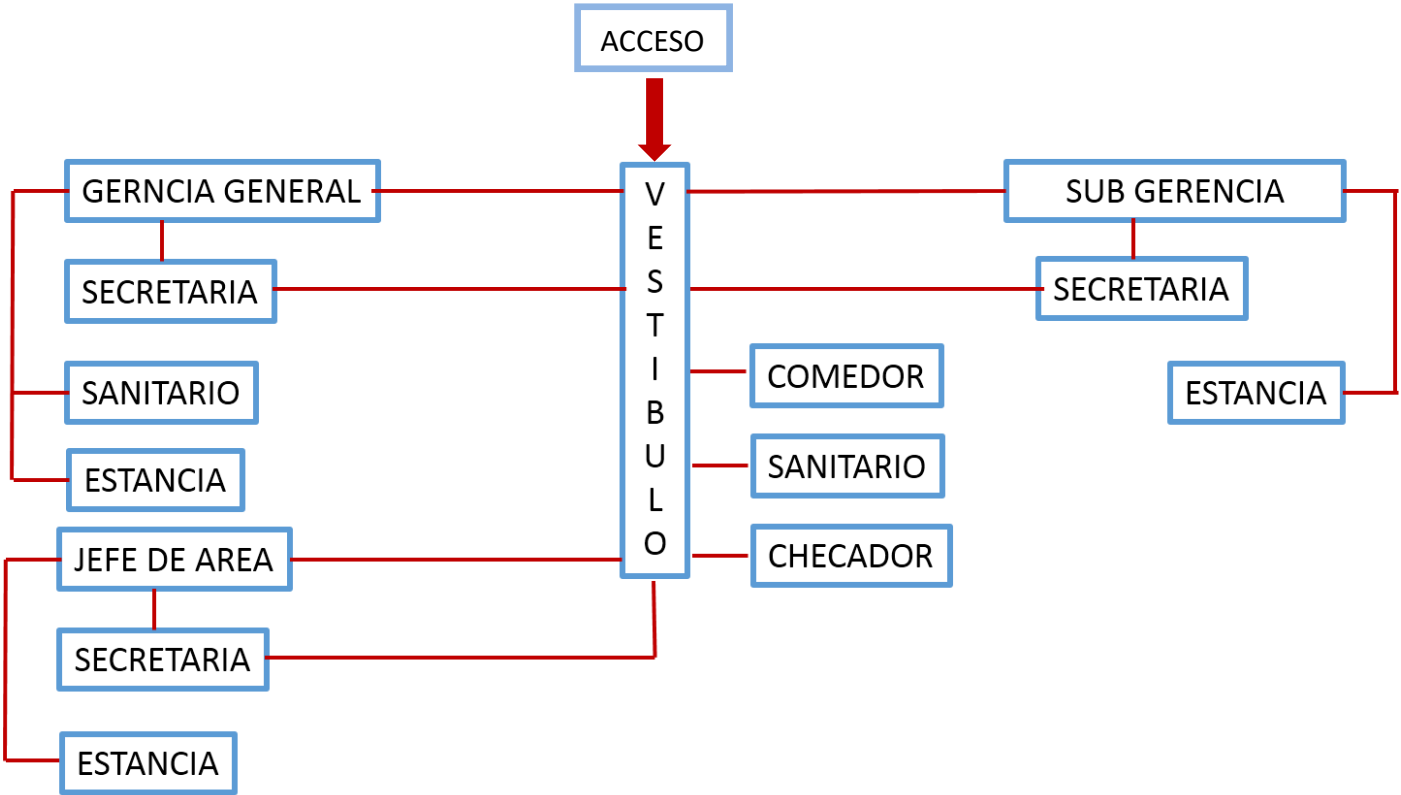 ACCESO
GERNCIA GENERAL
SECRETARIA
SANITARIO
ESTANCIA
JEFE DE AREA
SECRETARIA
ESTANCIA
V
E
S
T
I
B
U
L
O
SUB GERENCIA
SECRETARIA
ESTANCIA
COMEDOR
SANITARIO
CHECADOR